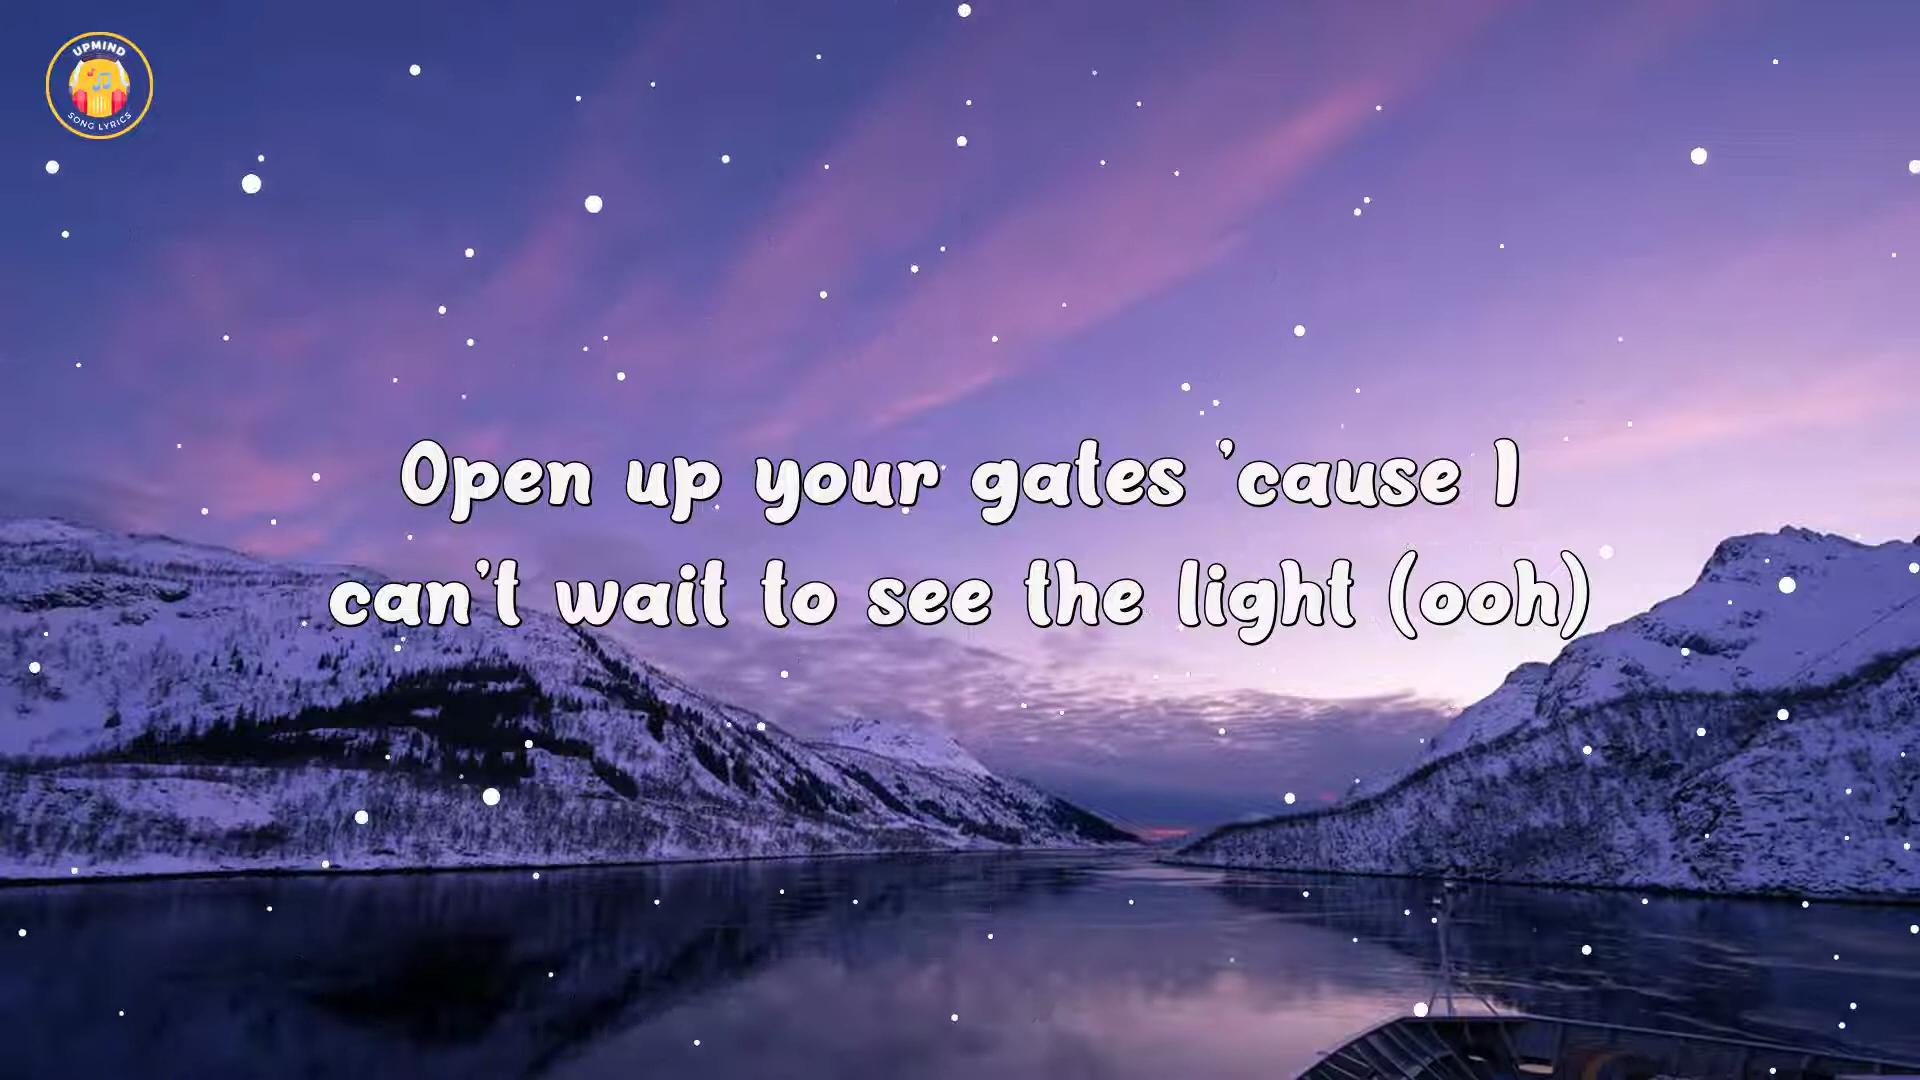 UPMIND
SONG LYRICS
Open up your gates 'cause I
can't wait to see the light (ooh)